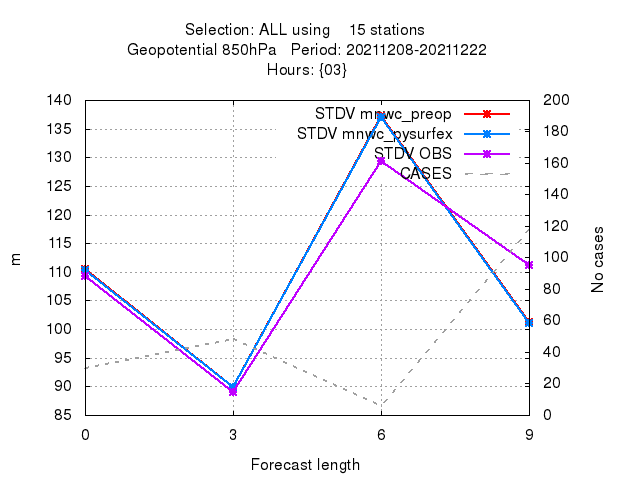 Selection: ALL using    15 stations
Geopotential 850hPa   Period: 20211208-20211222
Hours: {03}
STDV mnwc_preop
STDV mnwc_pysurfex
STDV OBS
CASES
140
135
130
125
120
115
110
105
100
95
90
85
m
200
180
160
140
120
100
80
60
40
20
0
No cases
0 3 6 9
Forecast length